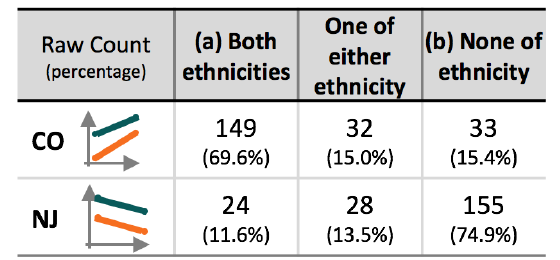 Raw Count
(percentage)
(a) Both
ethnicities
One of
either
ethnicity
(b) None of
ethnicity
CO
149
(69.6%)
32
(15.0%)
33
(15.4%)
NJ
24
(11.6%)
28
(13.5%)
155
(74.9%)